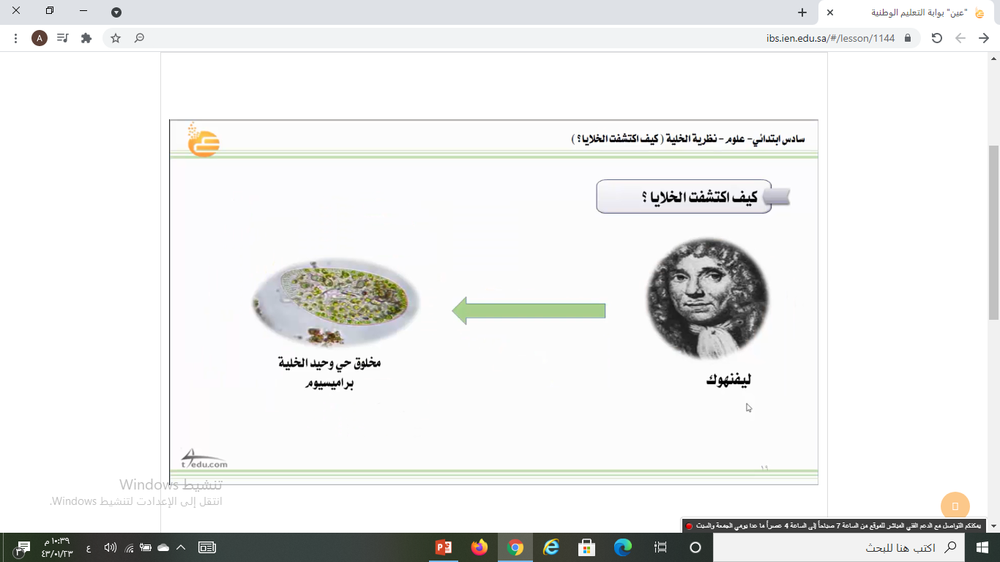 "عين" بوابة التعليم الوطنية
ibs.ien.edu.sa/#/lesson/1144
A
سادس ابتدائي - علوم - نظرية الخلية ( كيف اكتشفت الخلايا ؟ )
كيف اكتشفت الخلايا ؟
ليفنهوك
مخلوق حي وحيد الخلية
براميسيوم
t4edu.com
١٩
تنشيط Windows
انتقل إلى الإعدادت لتنشيط Windows.
يمكنكم التواصل مع الدعم الفني المباشر للموقع من الساعة 7 صباحاً إلى الساعة 4 عصراً ما عدا يومي الجمعة والسبت
اكتب هنا للبحث
ع
١٠:٣٩ م
٤٣/٠١/٢٣
٣